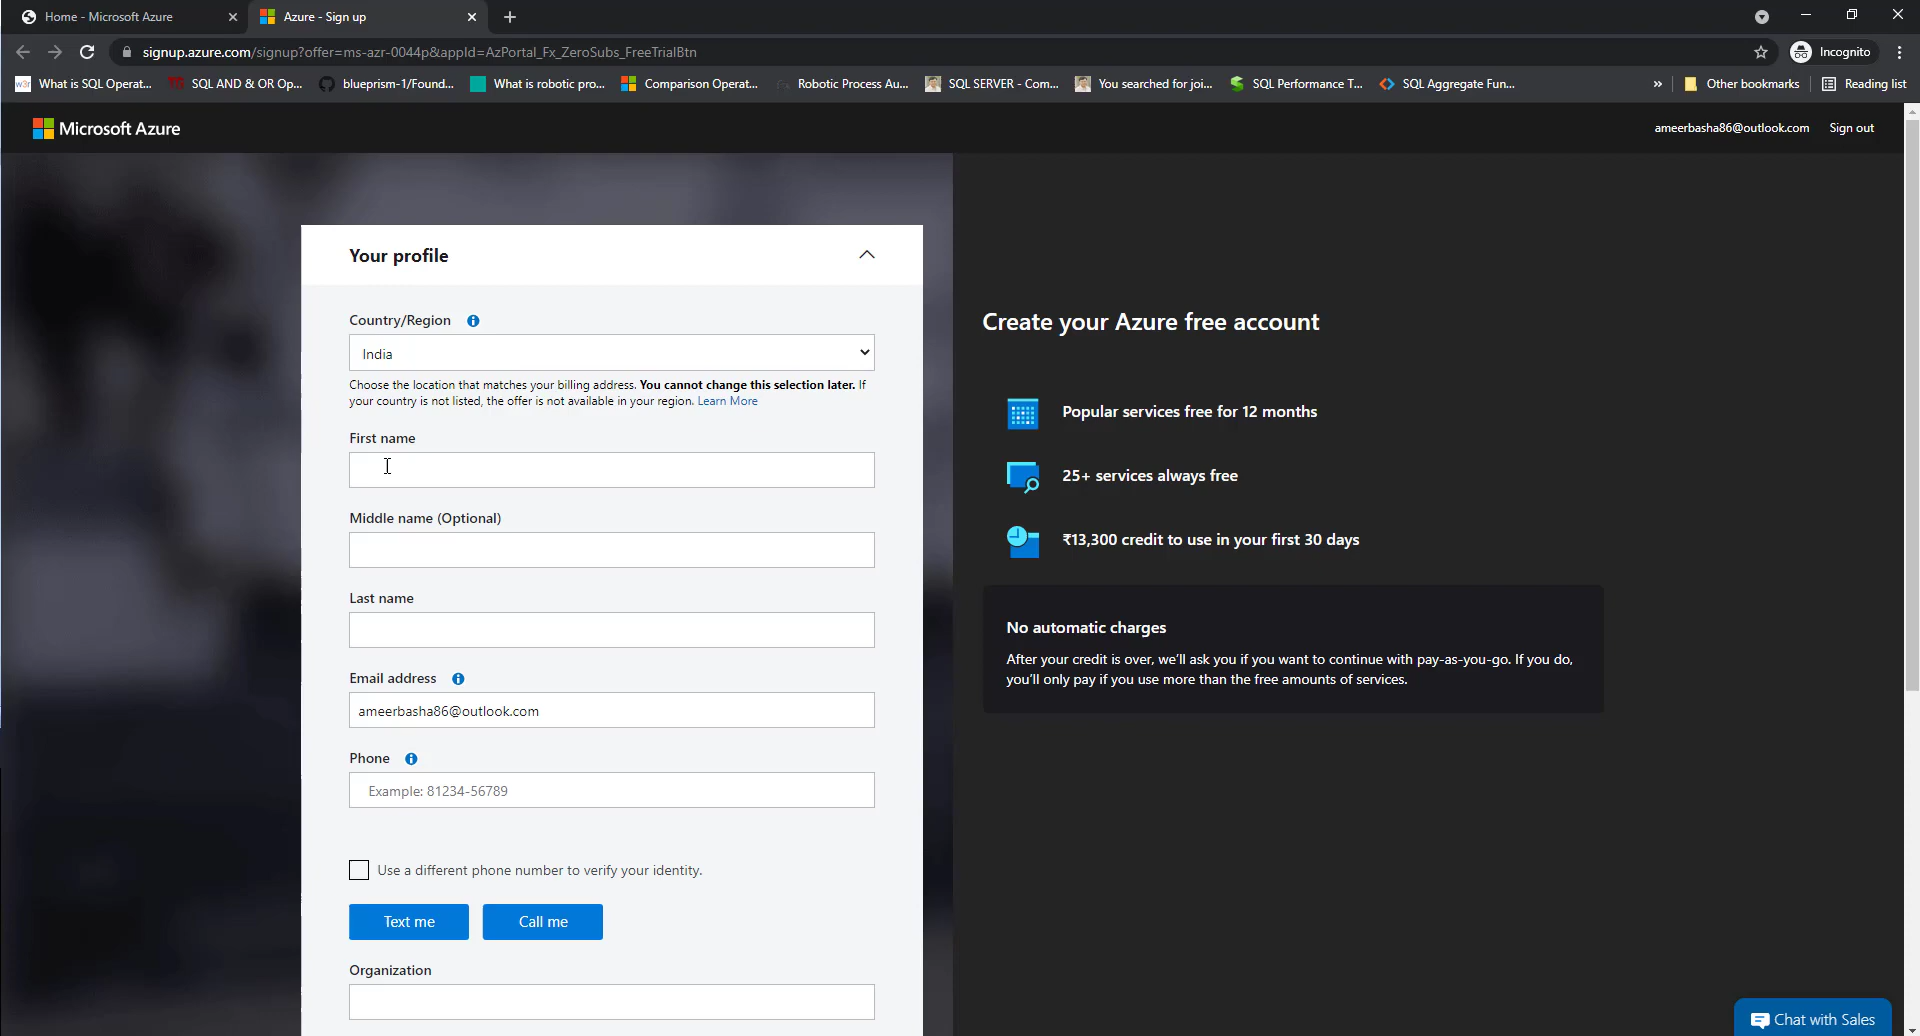 Home - Microsoft Azure
Azure - Sign up
signup.azure.com/signup?offer=ms-azr-0044p&appId=AzPortal_Fx_ZeroSubs_FreeTrialBtn
Incognito
What is SQL Operat...
SQL AND & OR Op...
blueprism-1/Found...
What is robotic pro...
Comparison Operat...
Robotic Process Au...
SQL SERVER - Com...
You searched for joi...
SQL Performance T...
SQL Aggregate Fun...
»
Other bookmarks
Reading list
Microsoft Azure
ameerbasha86@outlook.com
Sign out
Your profile
Country/Region
India
Choose the location that matches your billing address. You cannot change this selection later. If
your country is not listed, the offer is not available in your region. Learn More
First name
Middle name (Optional)
Last name
Email address
ameerbasha86@outlook.com
Phone
Example: 81234-56789
Use a different phone number to verify your identity.
Text me
Call me
Organization
Create your Azure free account
Popular services free for 12 months
25+ services always free
₹13,300 credit to use in your first 30 days
No automatic charges
After your credit is over, we'll ask you if you want to continue with pay-as-you-go. If you do,
you'll only pay if you use more than the free amounts of services.
Chat with Sales